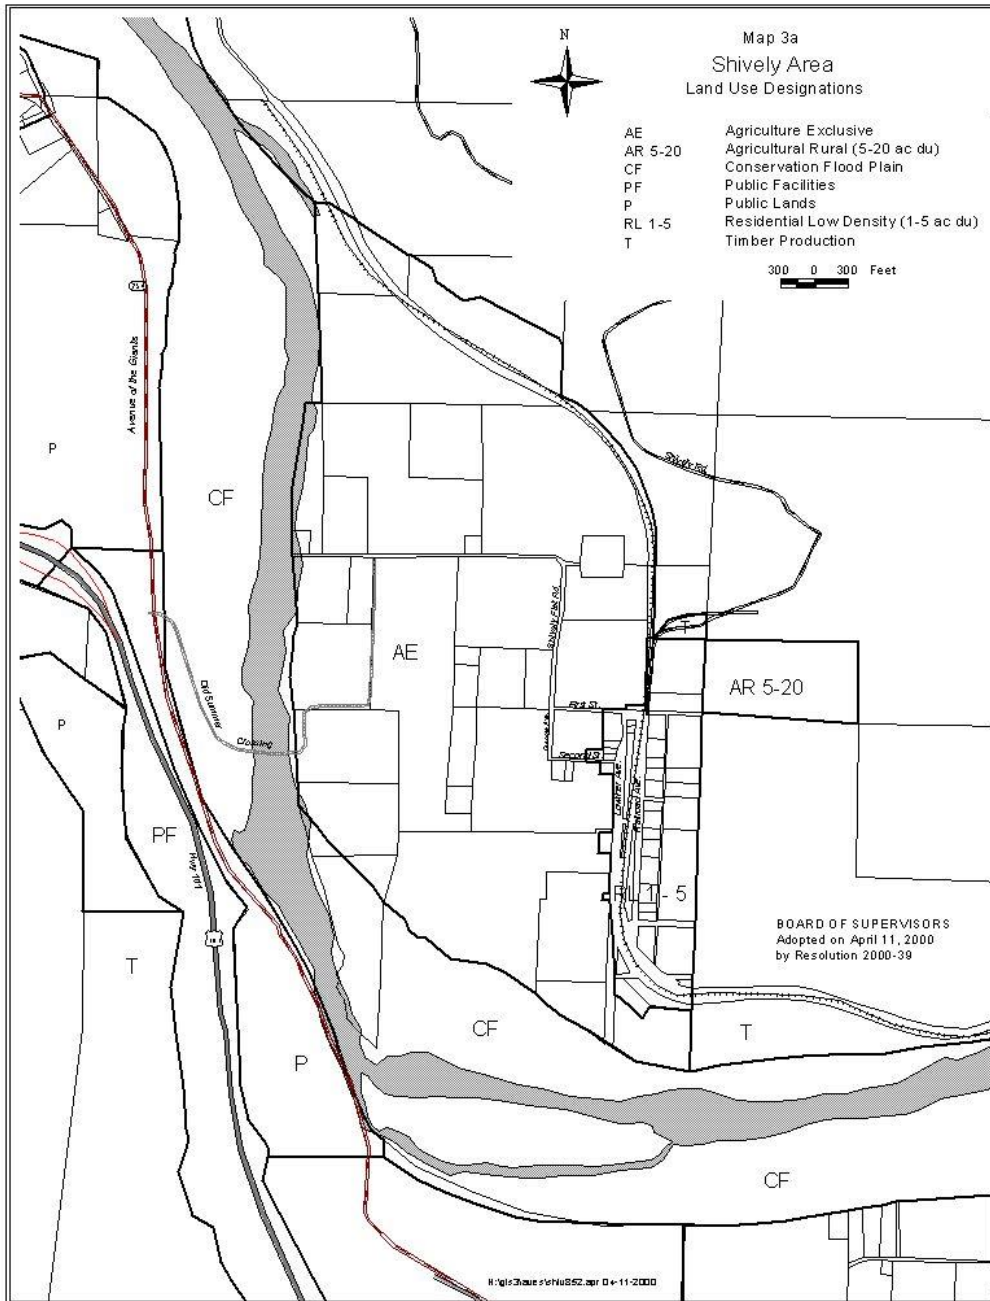 N
Map 3a
Shively Area
Land Use Designations
AE Agriculture Exclusive
AR 5-20 Agricultural Rural (5-20 ac du)
CF Conservation Flood Plain
PF Public Facilities
P Public Lands
RL 1-5 Residential Low Density (1-5 ac du)
T Timber Production
300 0 300 Feet
Avenue of the Giants
P
CF
Shively Rd
Shively Flat Rd
AE
T
AR 5-20
Old Summer
Crossing
First St
Second St
Railroad Ave
P
PF
Hwy 101
1 - 5
BOARD OF SUPERVISORS
Adopted on April 11, 2000
by Resolution 2000-39
T
CF
T
P
CF